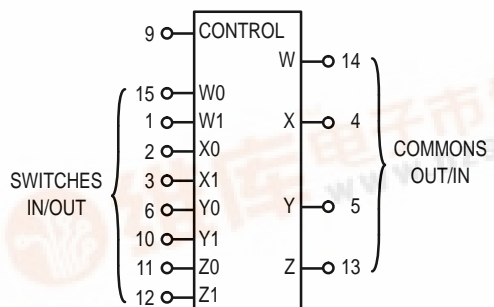 9 CONTROL
W 14
15 W0
1 W1
X 4
2 X0
3 X1
Y 5
6 Y0
10 Y1
11 Z0
Z 13
12 Z1
SWITCHES
IN/OUT
COMMONS
OUT/IN